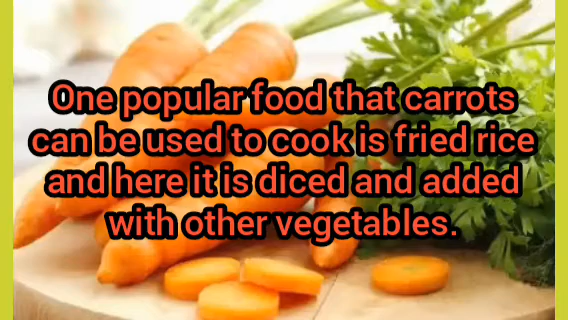 One popular food that carrots
can be used to cook is fried rice
and here it is diced and added
with other vegetables.